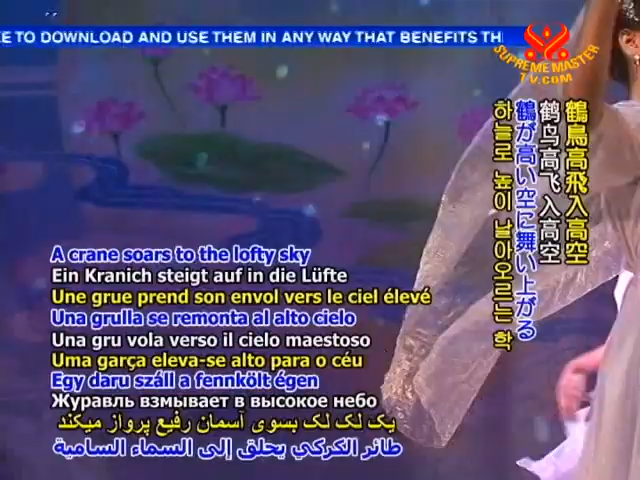 E TO DOWNLOAD AND USE THEM IN ANY WAY THAT BENEFITS TH
SUPREME MASTER
TV.COM
鶴鳥高飛入高空
鹤鸟高飞入高空
鶴が高い空に舞い上がる
하늘로 높이 날아오르는 학
A crane soars to the lofty sky
Ein Kranich steigt auf in die Lüfte
Une grue prend son envol vers le ciel élevé
Una grulla se remonta al alto cielo
Una gru vola verso il cielo maestoso
Uma garça eleva-se alto para o céu
Egy daru száll a fennkölt égen
Журавль взмывает в высокое небо
یک لک لک بسوی آسمان رفیع پرواز میکند
طائر الكركي يحلق إلى السماء السامية